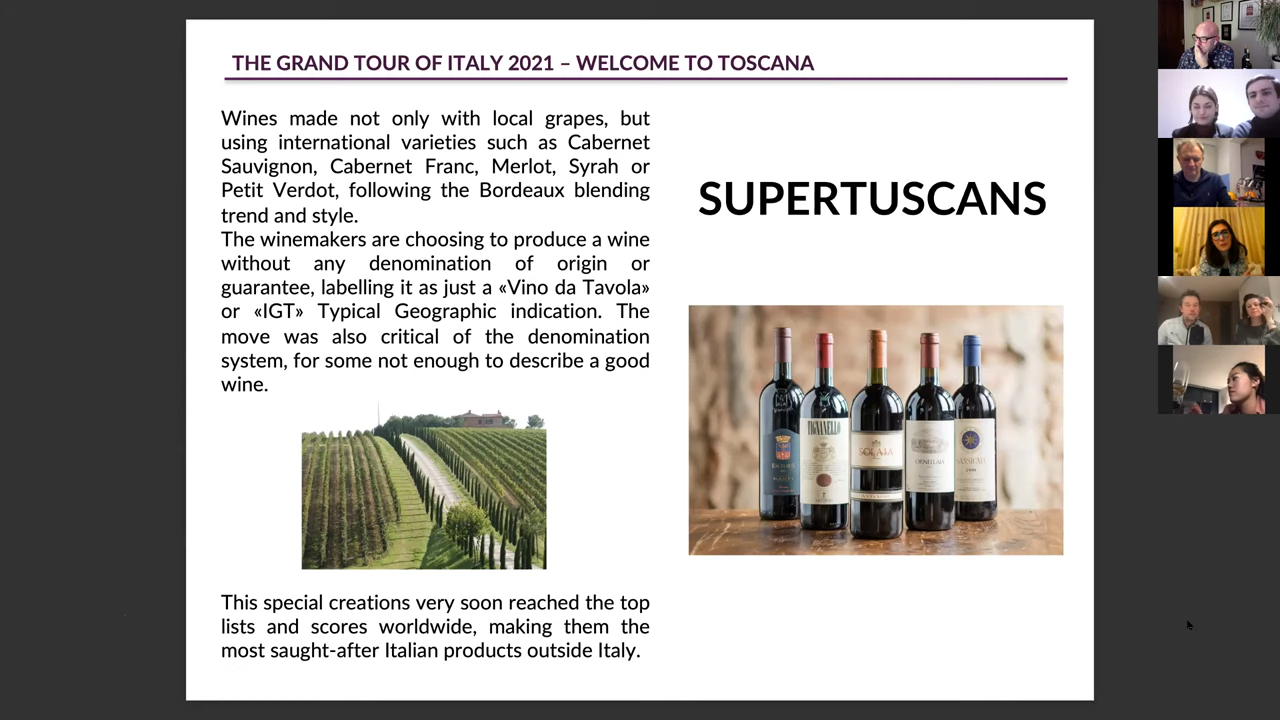 THE GRAND TOUR OF ITALY 2021 – WELCOME TO TOSCANA
Wines made not only with local grapes, but
using international varieties such as Cabernet
Sauvignon, Cabernet Franc, Merlot, Syrah or
Petit Verdot, following the Bordeaux blending
trend and style.
The winemakers are choosing to produce a wine
without any denomination of origin or
guarantee, labelling it as just a «Vino da Tavola»
or «IGT» Typical Geographic indication. The
move was also critical of the denomination
system, for some not enough to describe a good
wine.
This special creations very soon reached the top
lists and scores worldwide, making them the
most saught-after Italian products outside Italy.
SUPERTUSCANS
TIGNANELLO
SOLAIA
ORNELLAIA
SASSICAIA